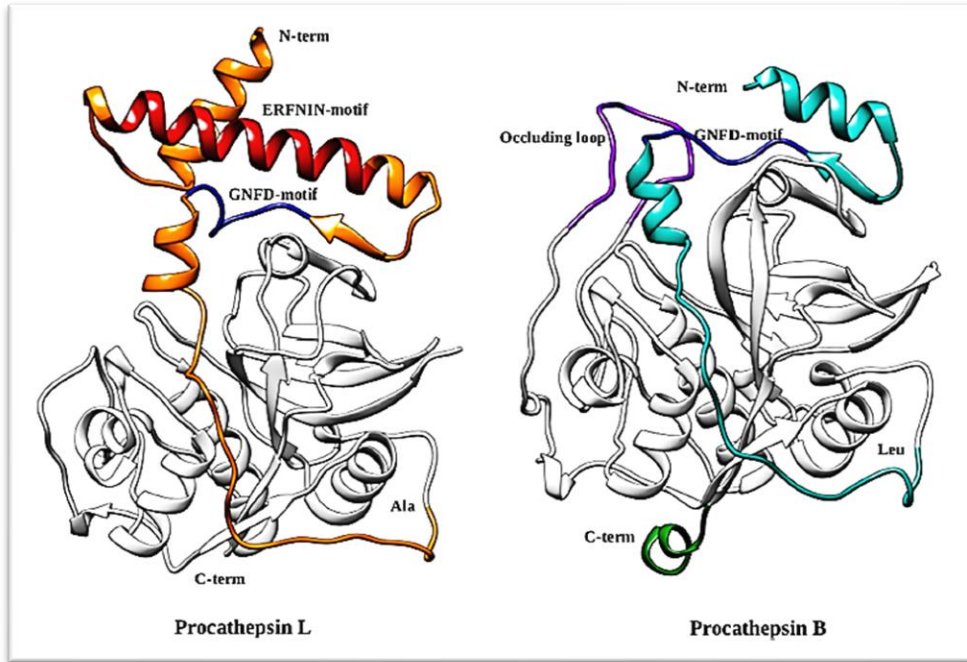 N-term
ERFNIN-motif
GNFD-motif
Ala
C-term
Procathepsin L
N-term
Occluding loop
GNFD-motif
Leu
C-term
Procathepsin B